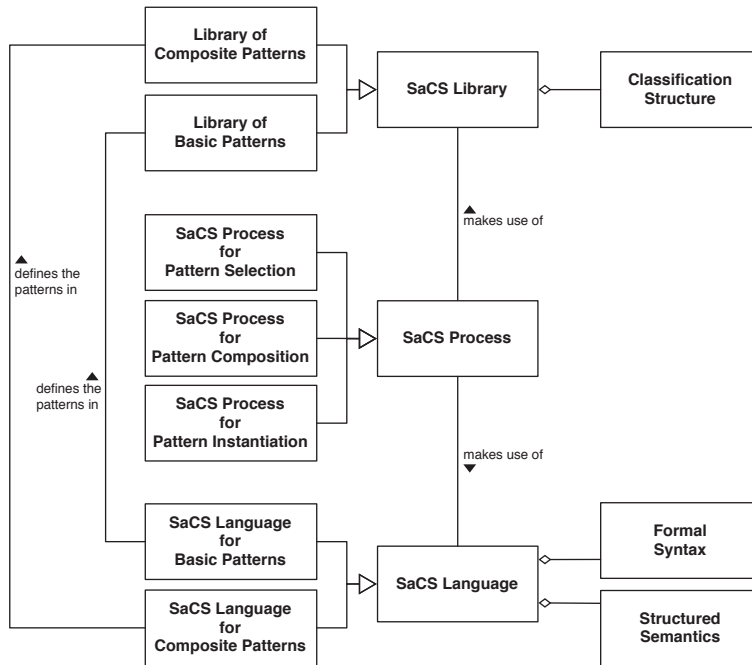 Library of
Composite Patterns
SaCS Library
Classification
Structure
Library of
Basic Patterns
makes use of
SaCS Process
for
Pattern Selection
defines the
patterns in
SaCS Process
for
Pattern Composition
SaCS Process
defines the
patterns in
SaCS Process
for
Pattern Instantiation
makes use of
SaCS Language
for
Basic Patterns
Formal
Syntax
SaCS Language
SaCS Language
for
Composite Patterns
Structured
Semantics